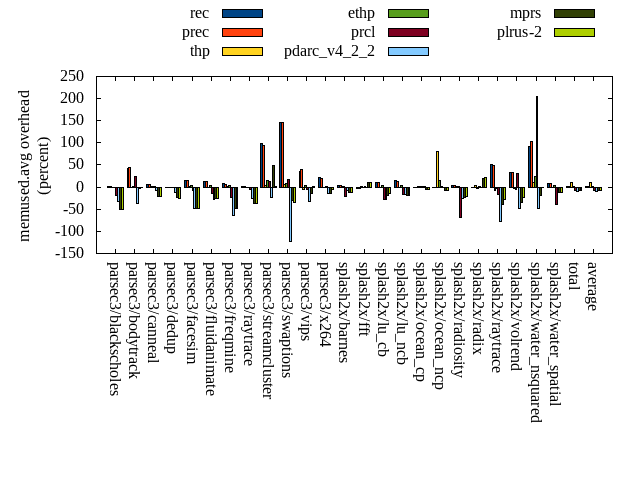 rec ethp mprs
prec prcl plrus-2
thp pdarc_v4_2_2
memused.avg overhead
(percent)
250
200
150
100
50
0
-50
-100
-150
parsec3/blackscholes
parsec3/bodytrack
parsec3/canneal
parsec3/dedup
parsec3/facesim
parsec3/fluidanimate
parsec3/freqmine
parsec3/raytrace
parsec3/streamcluster
parsec3/swaptions
parsec3/vips
parsec3/x264
splash2x/barnes
splash2x/fft
splash2x/lu_cb
splash2x/lu_ncb
splash2x/ocean_cp
splash2x/ocean_ncp
splash2x/radiosity
splash2x/radix
splash2x/raytrace
splash2x/volrend
splash2x/water_nsquared
splash2x/water_spatial
total
average